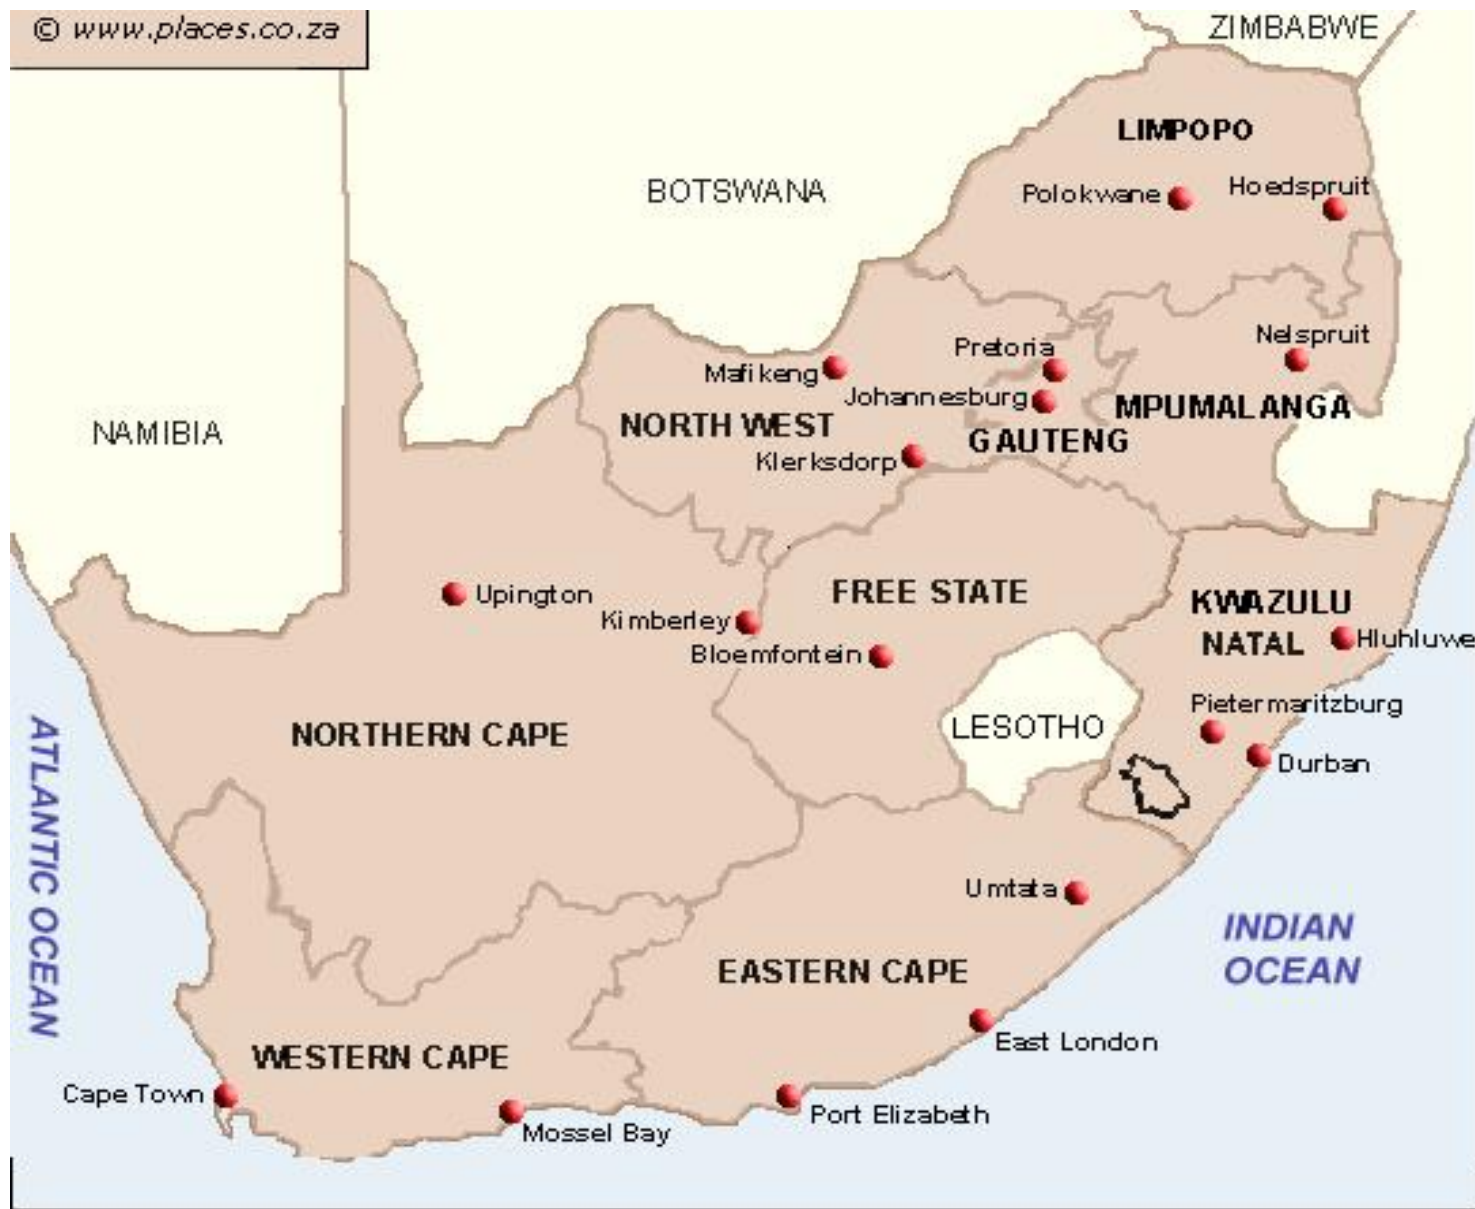 © www.places.co.za
ZIMBABWE
LIMPOPO
BOTSWANA
Polokwane
Hoedspruit
Pretoria
Nelspruit
Mafikeng
Johannesburg
MPUMALANGA
NAMIBIA
NORTH WEST
GAUTENG
Klerksdorp
Upington
FREE STATE
KWAZULU
NATAL
Kimberley
Hluhluwe
Bloemfontein
Pietermaritzburg
NORTHERN CAPE
LESOTHO
Durban
ATLANTIC OCEAN
Umtata
INDIAN
OCEAN
EASTERN CAPE
East London
WESTERN CAPE
Cape Town
Port Elizabeth
Mossel Bay